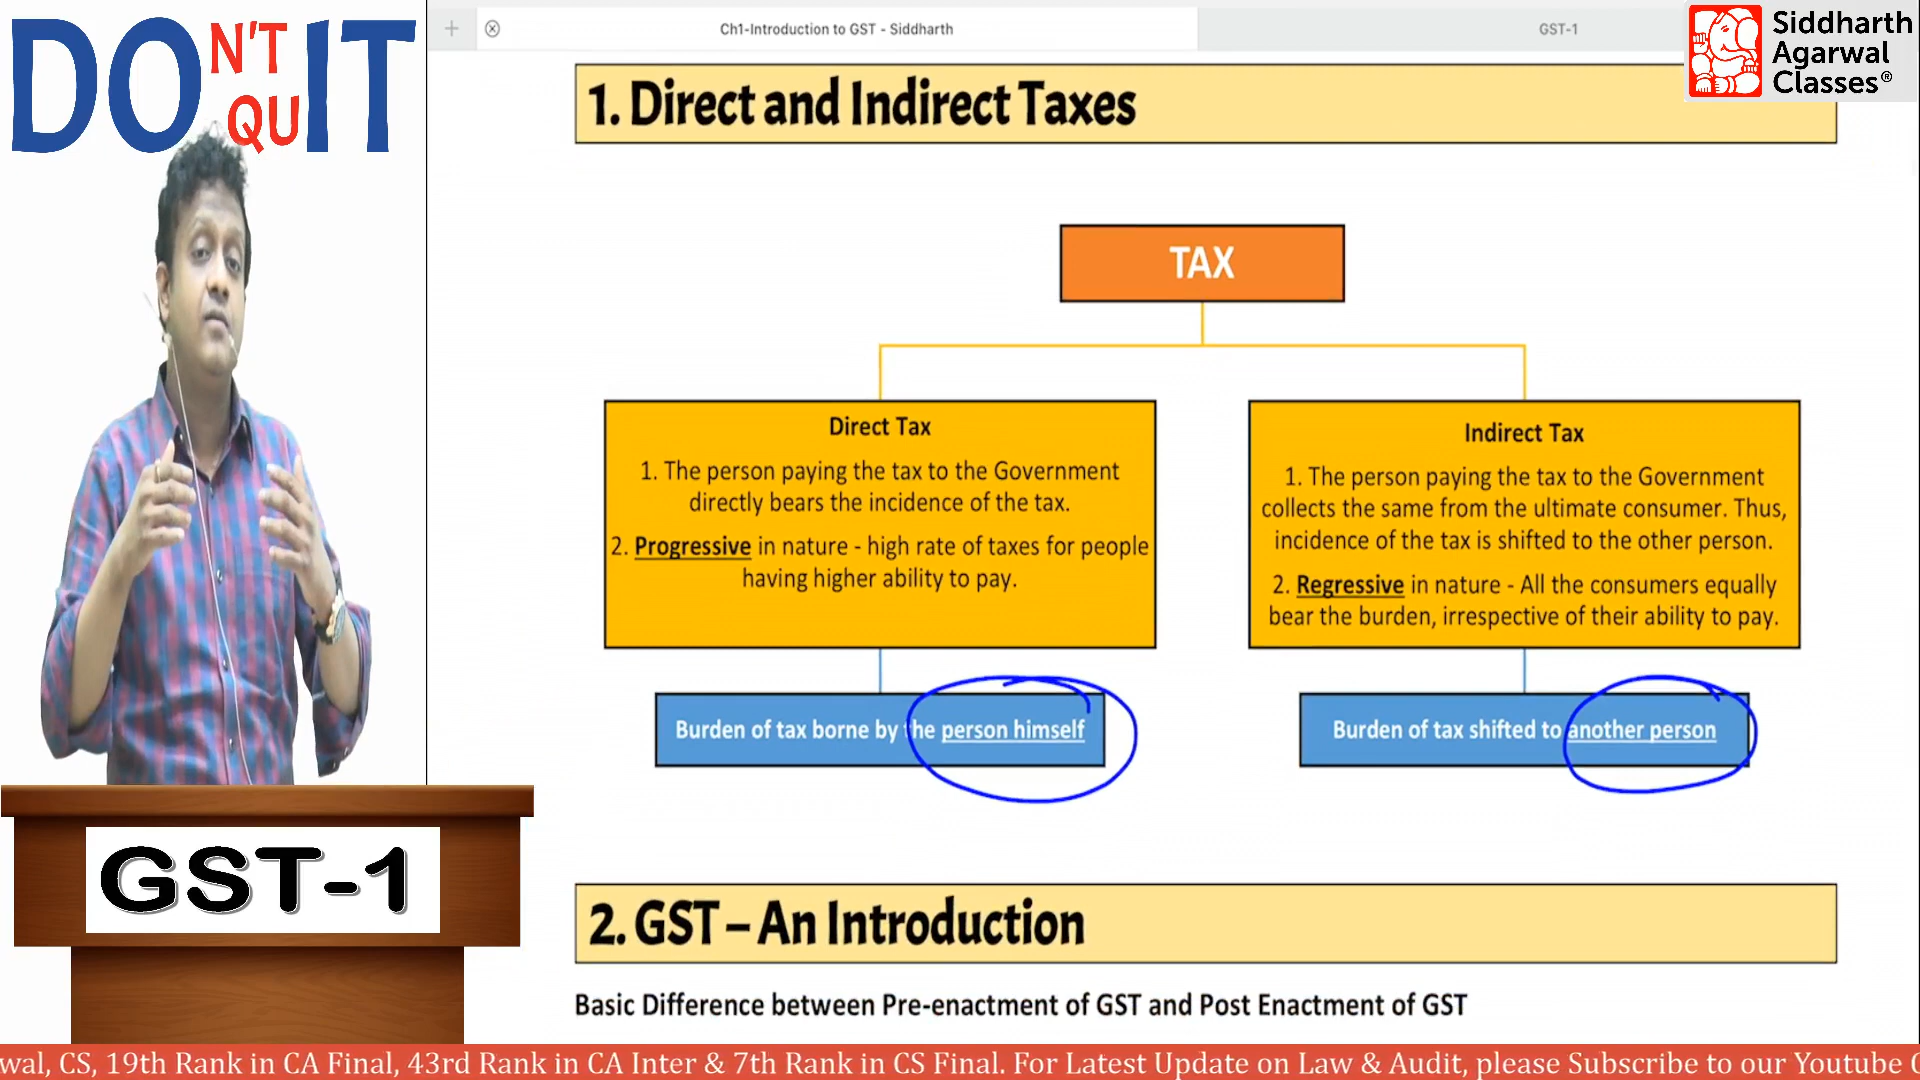 DON'T QUIT
Ch1-Introduction to GST - Siddharth
GST-1
Siddharth
Agarwal
Classes®
1. Direct and Indirect Taxes
TAX
Direct Tax
1. The person paying the tax to the Government
directly bears the incidence of the tax.
2. Progressive in nature - high rate of taxes for people
having higher ability to pay.
Burden of tax borne by the person himself
Indirect Tax
1. The person paying the tax to the Government
collects the same from the ultimate consumer. Thus,
incidence of the tax is shifted to the other person.
2. Regressive in nature - All the consumers equally
bear the burden, irrespective of their ability to pay.
Burden of tax shifted to another person
GST-1
2. GST – An Introduction
Basic Difference between Pre-enactment of GST and Post Enactment of GST
wal, CS, 19th Rank in CA Final, 43rd Rank in CA Inter & 7th Rank in CS Final. For Latest Update on Law & Audit, please Subscribe to our Youtube